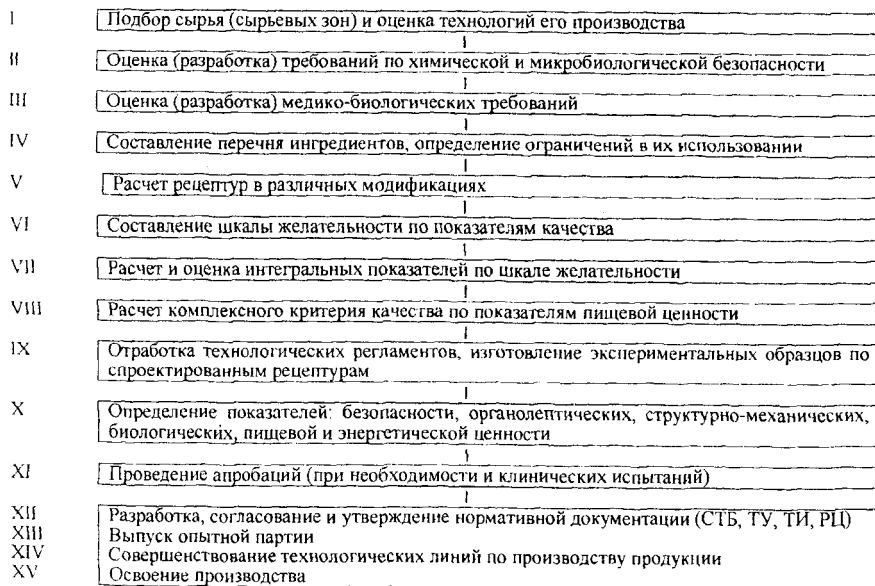 I Подбор сырья (сырьевых зон) и оценка технологий его производства
II Оценка (разработка) требований по химической и микробиологической безопасности
III Оценка (разработка) медико-биологических требований
IV Составление перечня ингредиентов, определение ограничений в их использовании
V Расчет рецептур в различных модификациях
VI Составление шкалы желательности по показателям качества
VII Расчет и оценка интегральных показателей по шкале желательности
VIII Расчет комплексного критерия качества по показателям пищевой ценности
IX Отработка технологических регламентов, изготовление экспериментальных образцов по
спроектированным рецептурам
X Определение показателей: безопасности, органолептических, структурно-механических,
биологических, пищевой и энергетической ценности
XI Проведение апробаций (при необходимости и клинических испытаний)
XII Разработка, согласование и утверждение нормативной документации (СТБ, ТУ, ТИ, РЦ)
XIII Выпуск опытной партии
XIV Совершенствование технологических линий по производству продукции
XV Освоение производства